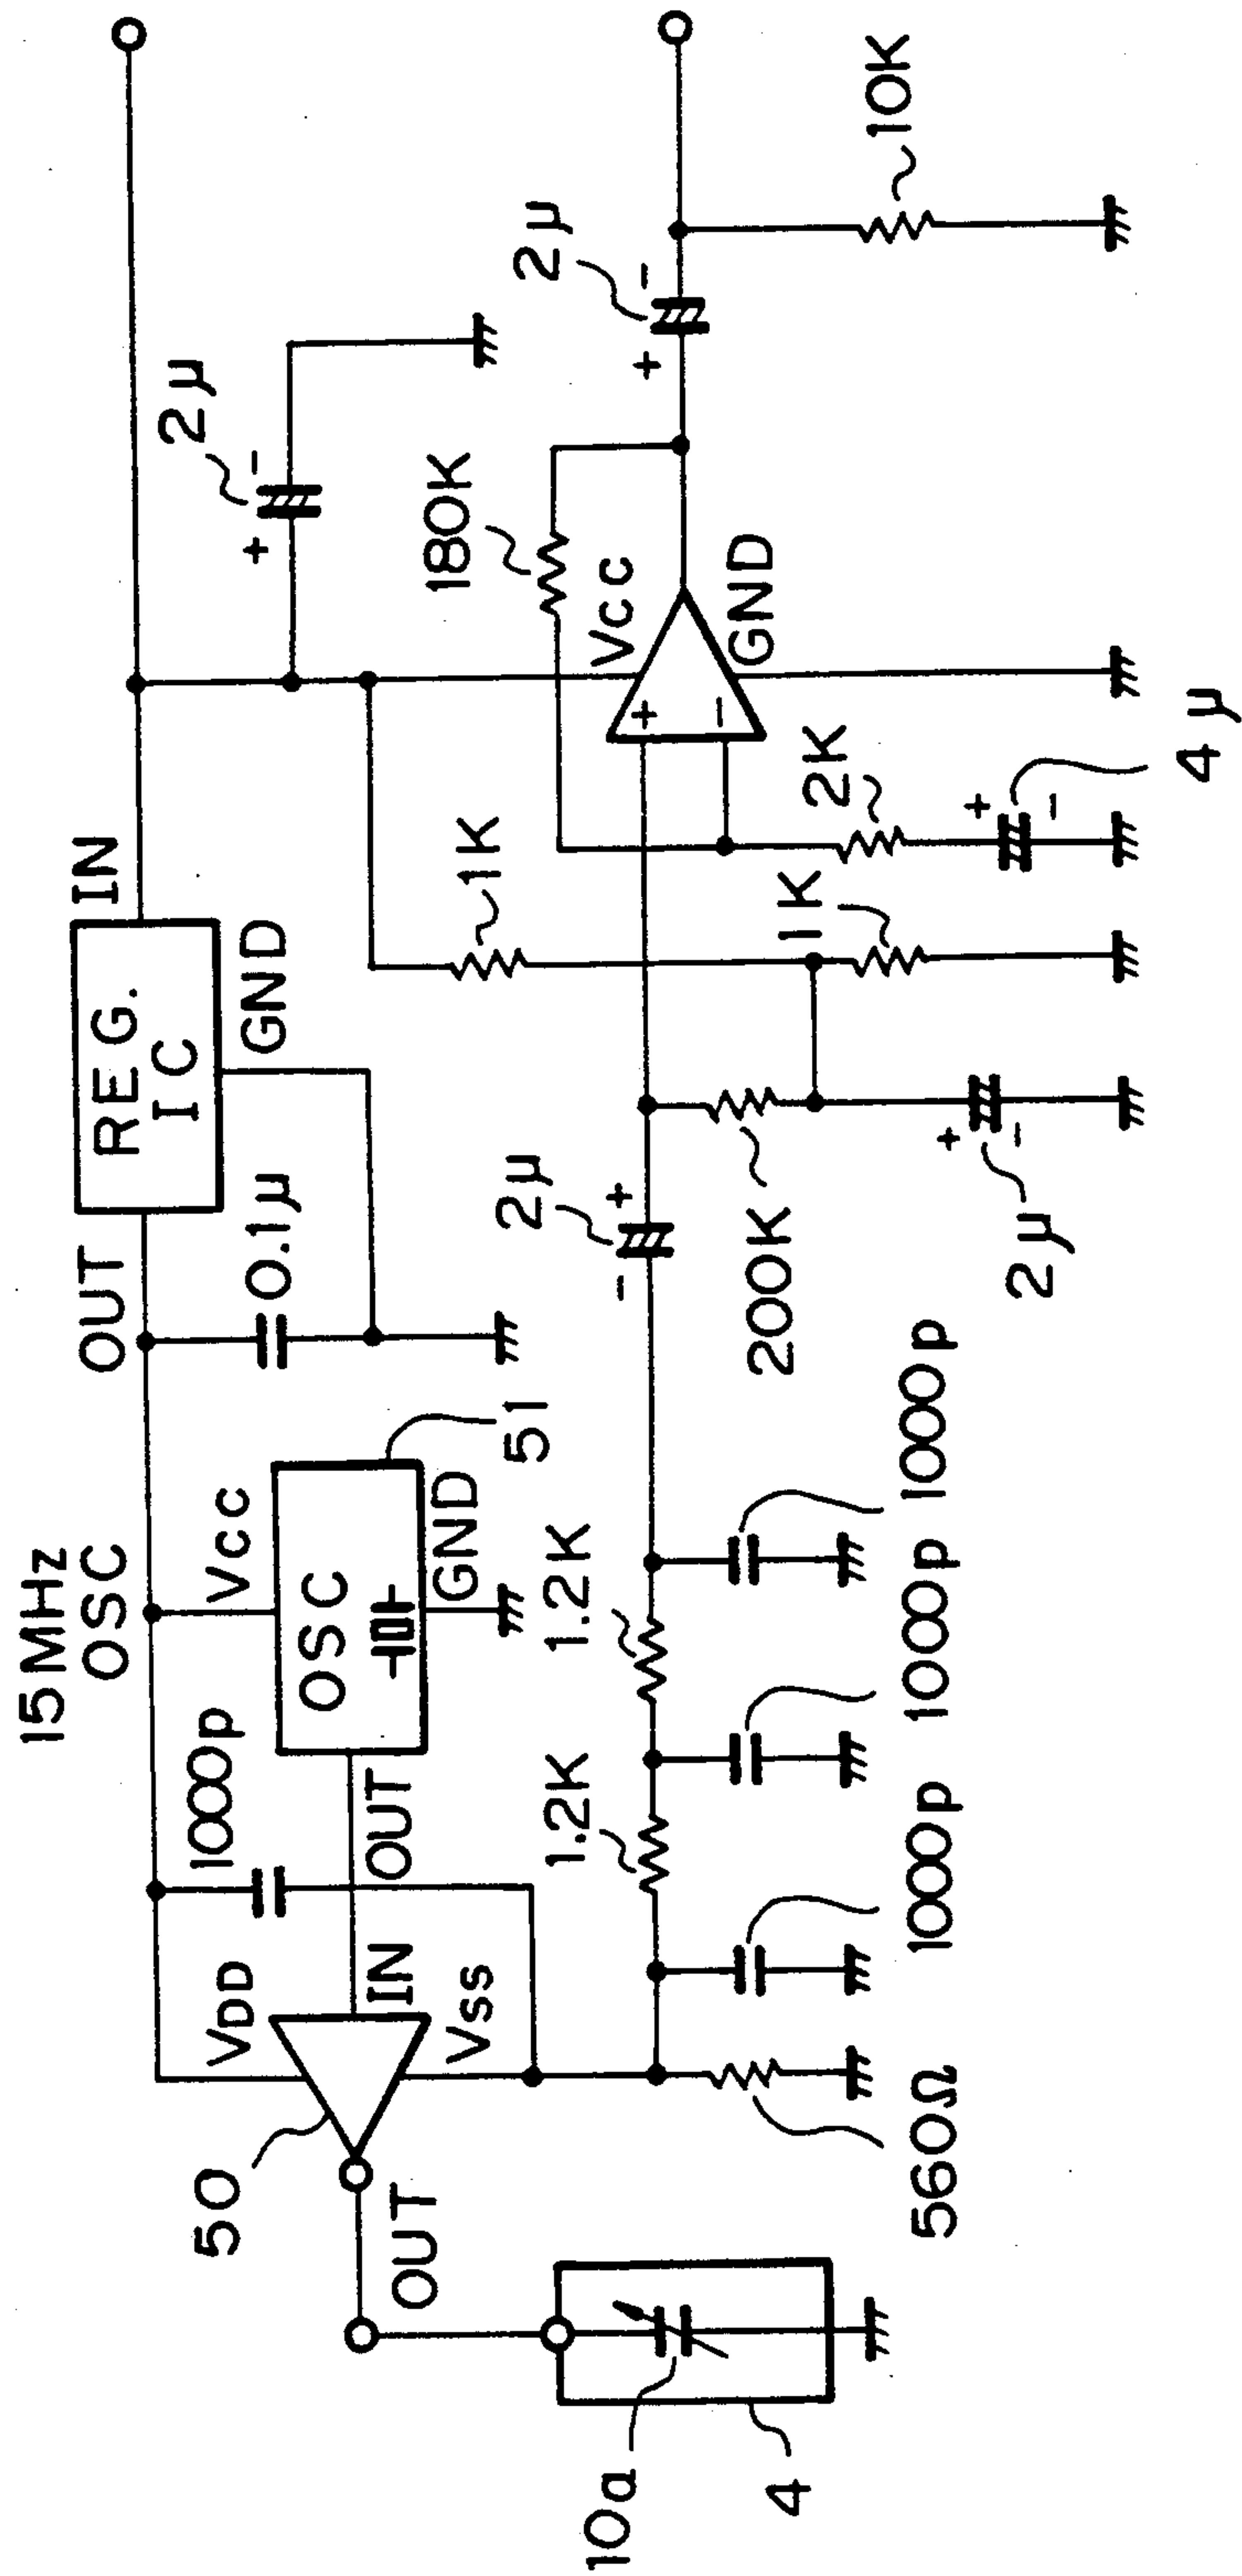 15MHz
OSC
OUT
REG.
IC
IN
GND
0.1μ
2μ
+
-
1000p
Vcc
OSC
GND
51
OUT
VDD
IN
Vss
50
OUT
10a
4
560Ω
1000p
1.2K
1000p
1.2K
1000p
2μ
-
+
200K
2μ
+
-
1K
1K
180K
Vcc
+
-
GND
2K
4μ
+
-
2μ
+
-
10K